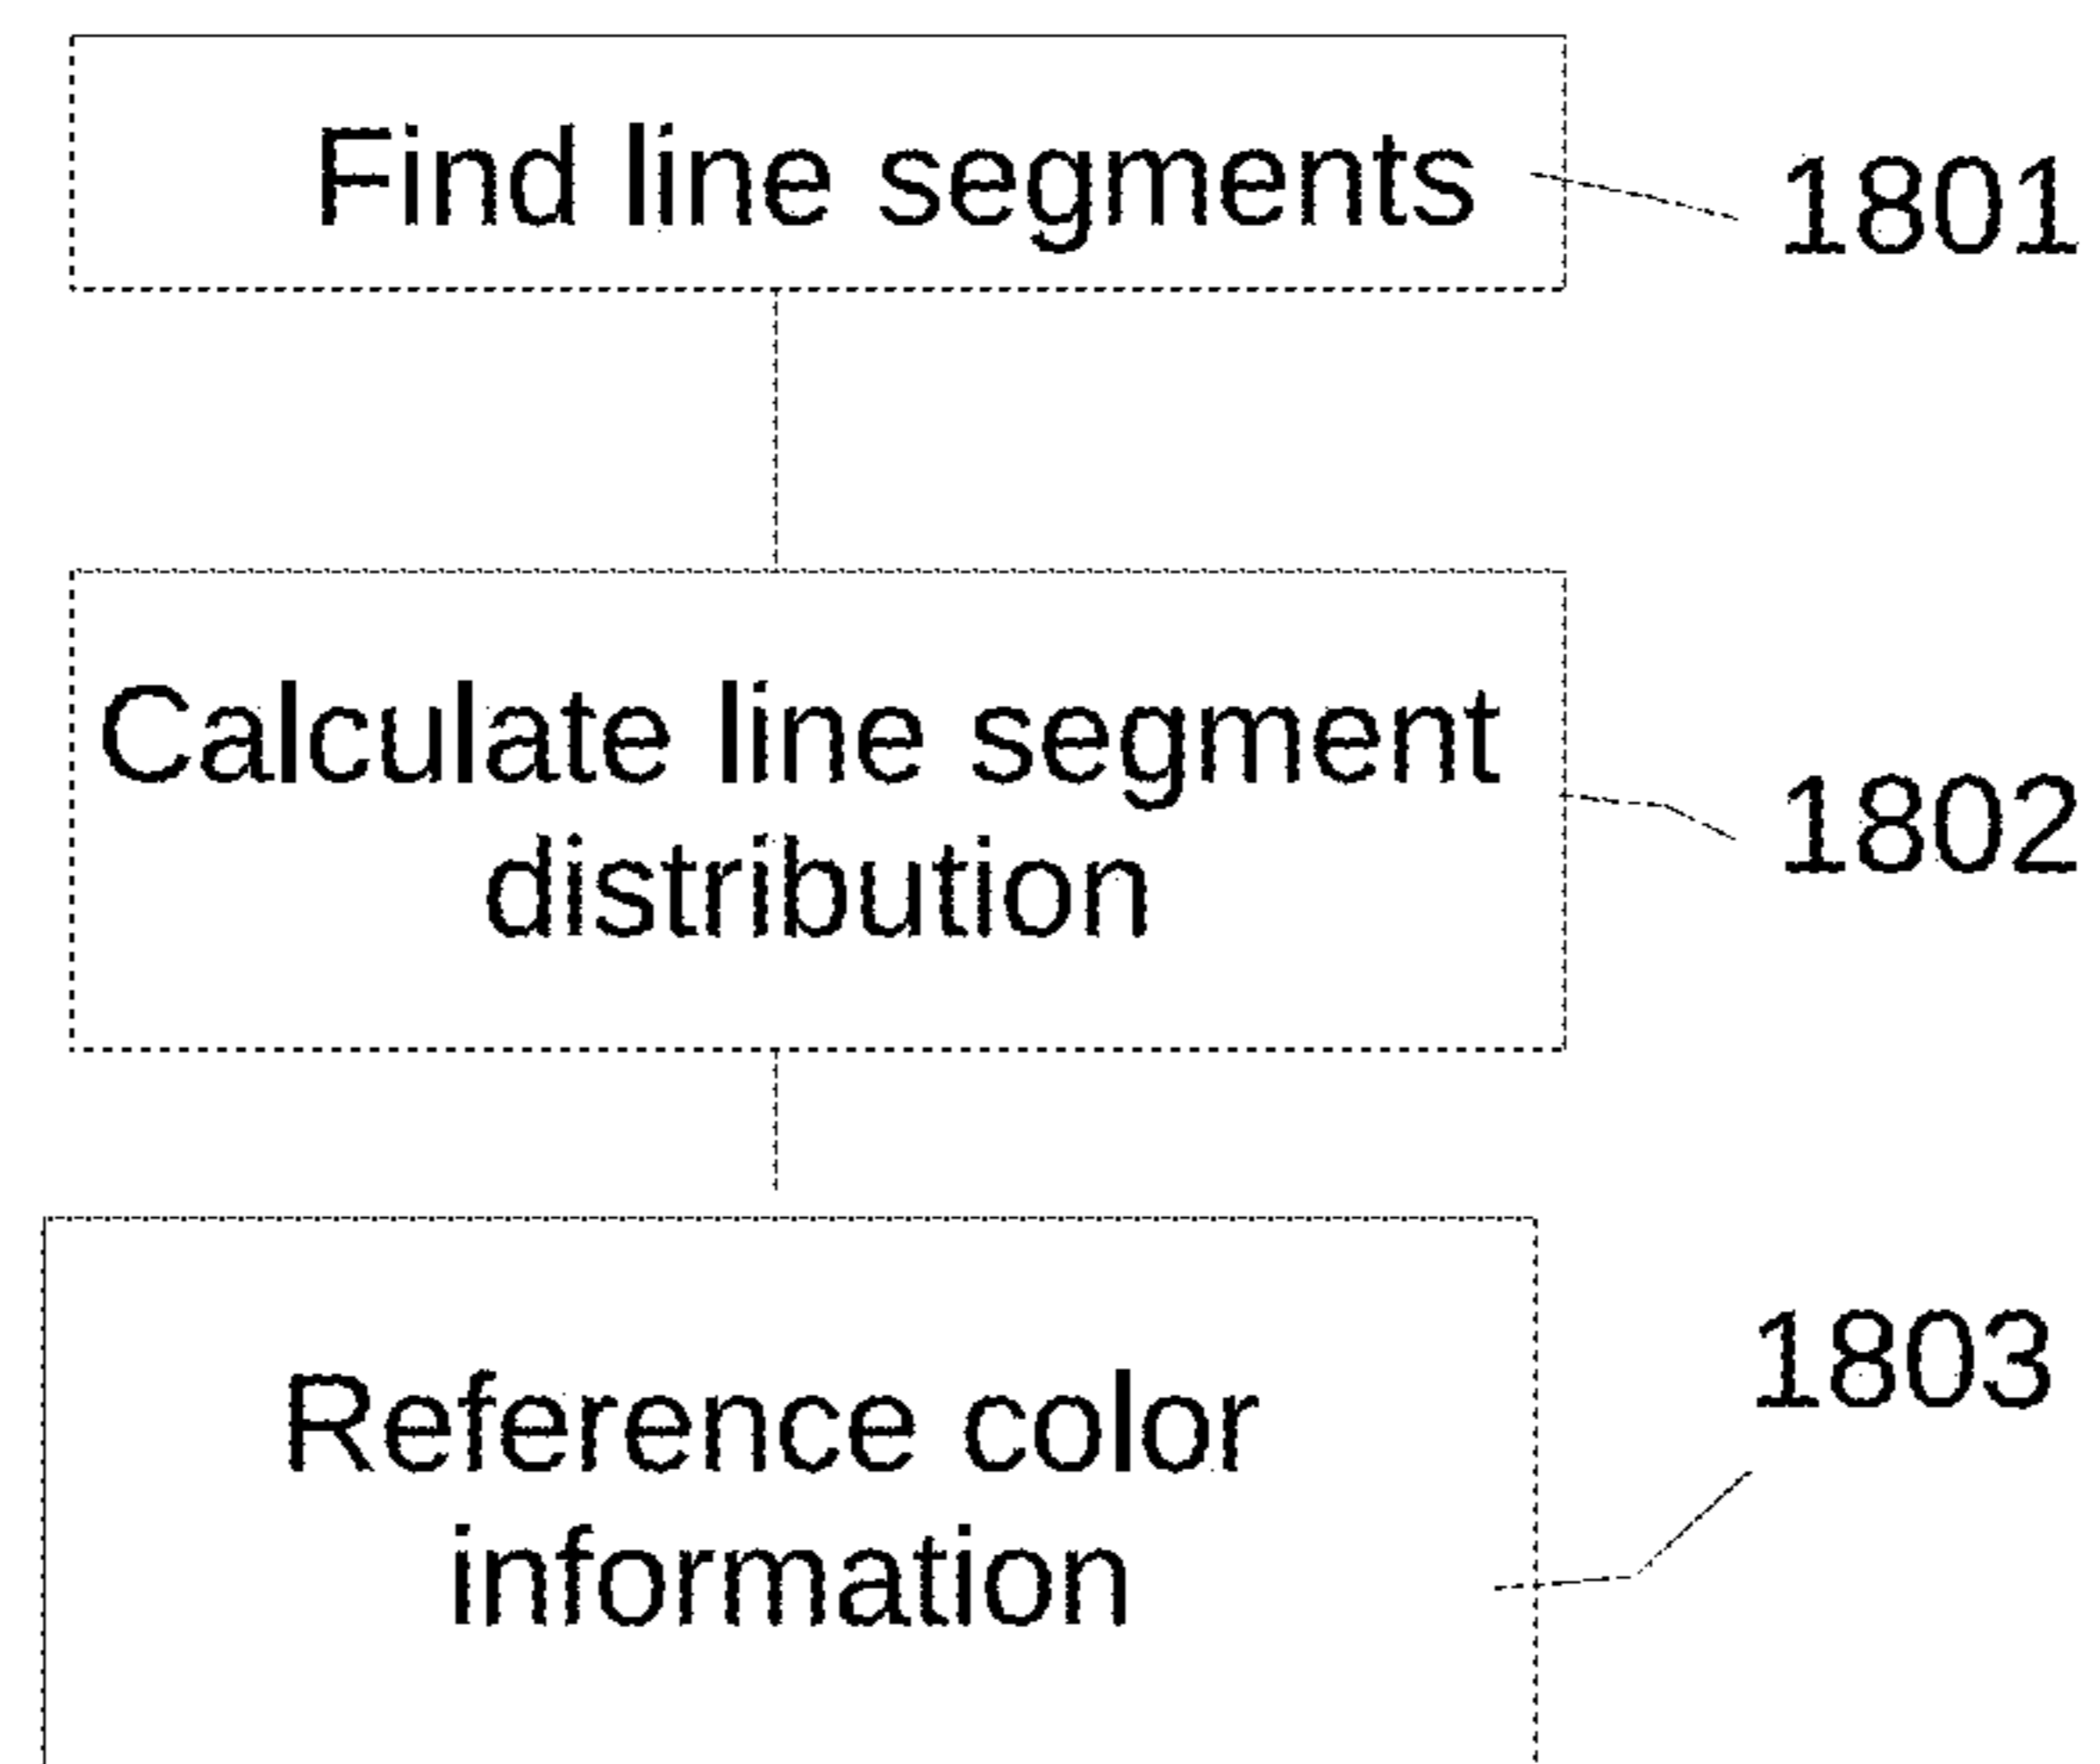 Find line segments
1801
Calculate line segment
distribution
1802
Reference color
information
1803